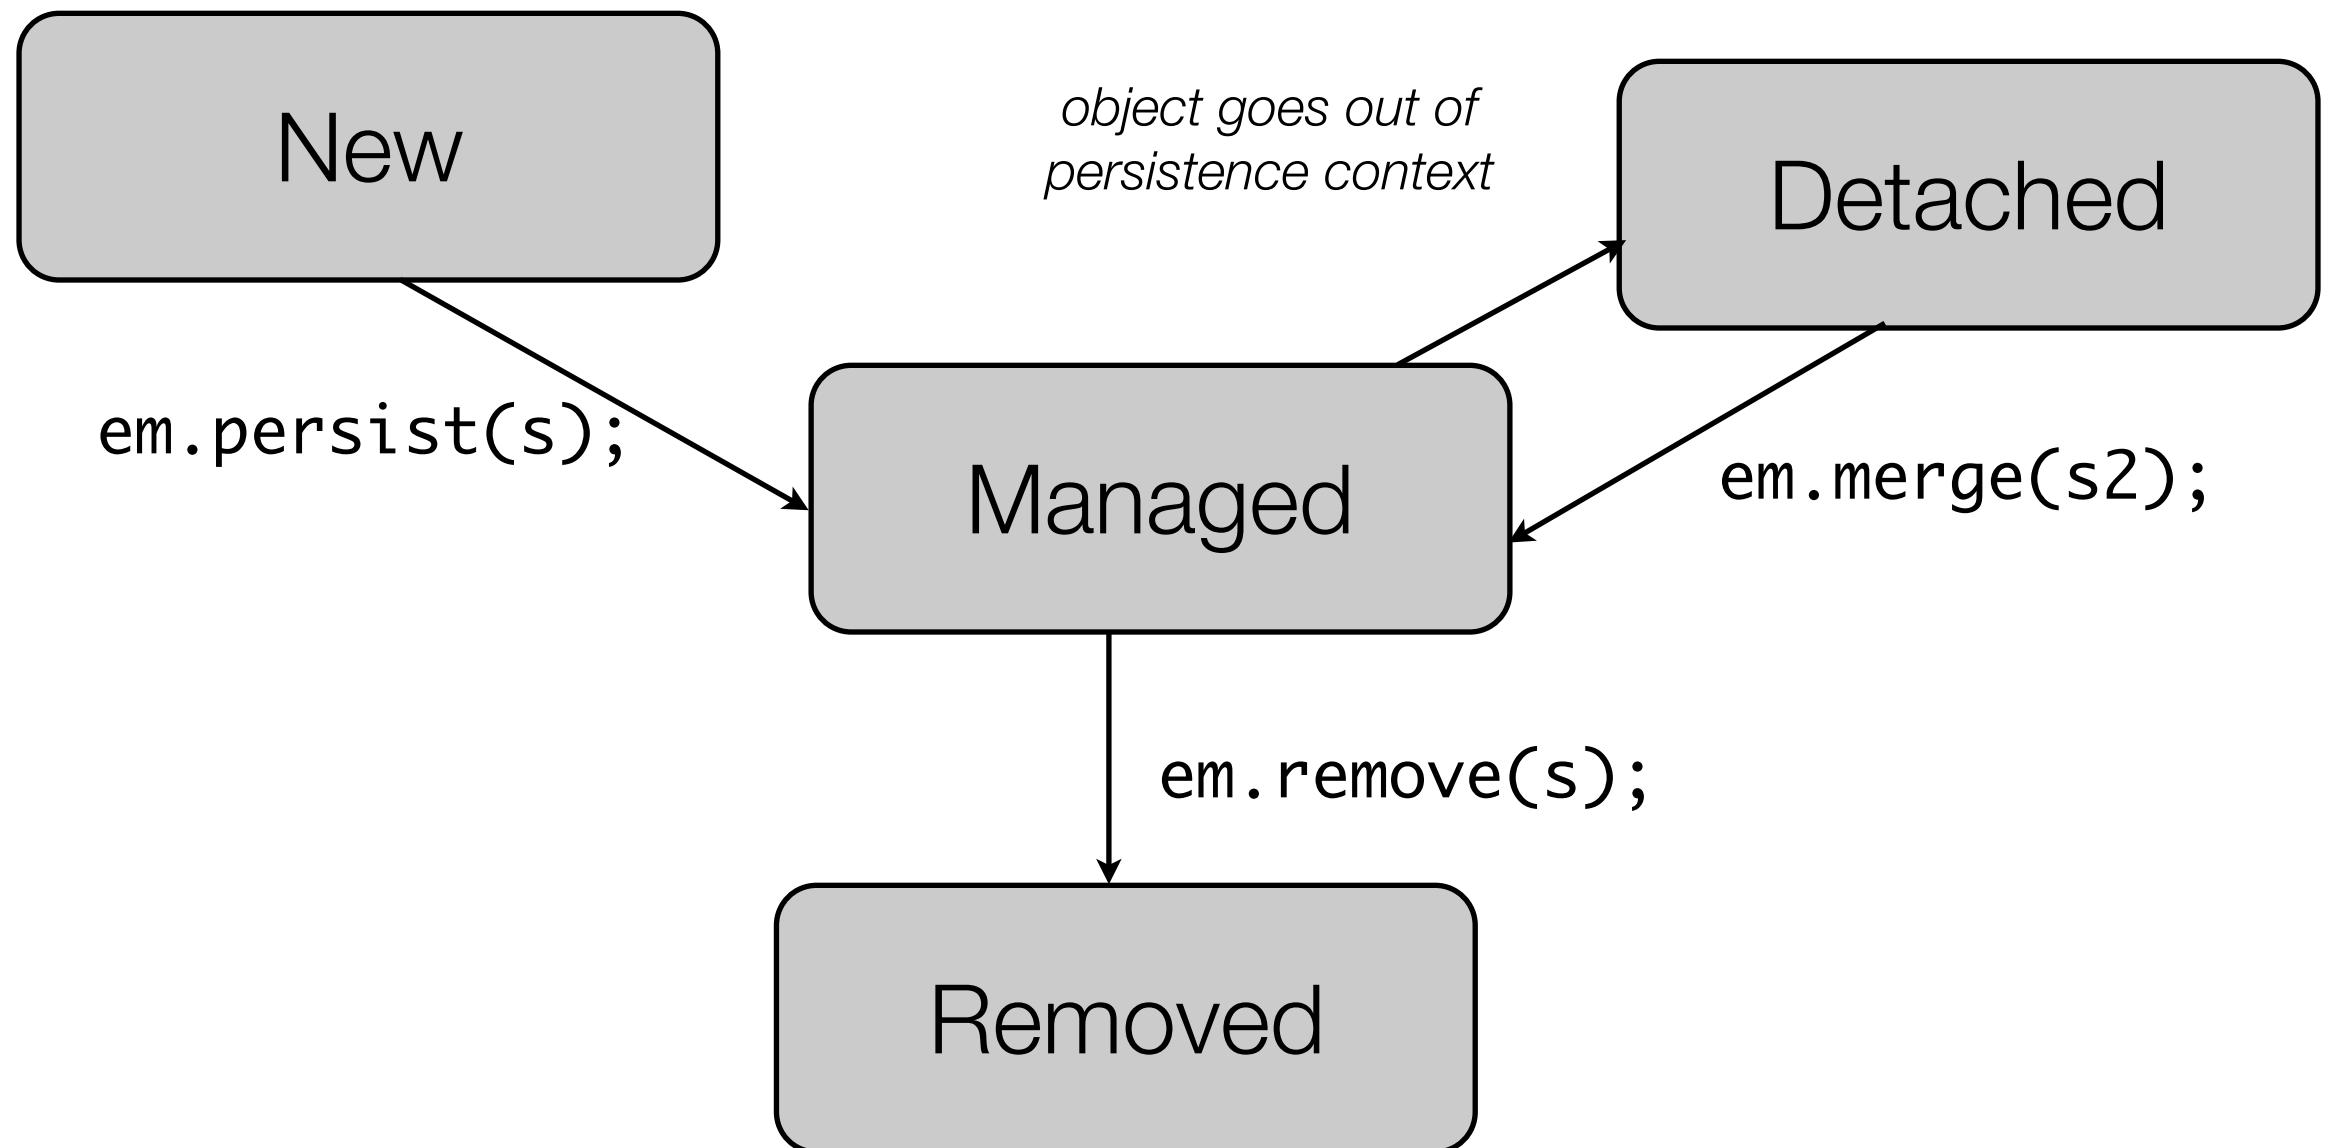 New
object goes out of
persistence context
Detached
em.persist(s);
Managed
em.merge(s2);
em.remove(s);
Removed